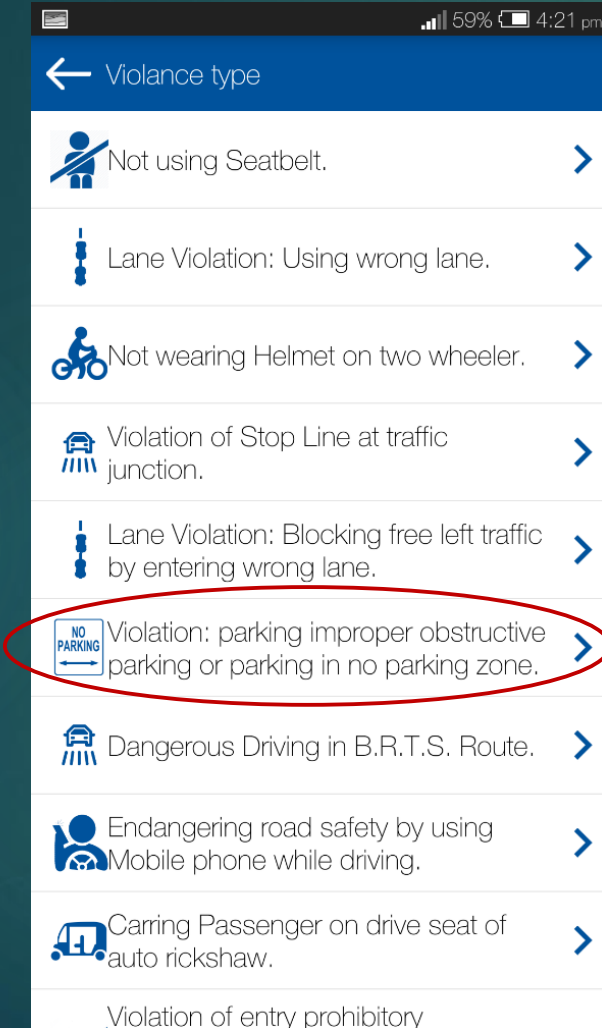 59% 4:21 pm
Violance type
Not using Seatbelt.
Lane Violation: Using wrong lane.
Not wearing Helmet on two wheeler.
Violation of Stop Line at traffic
junction.
Lane Violation: Blocking free left traffic
by entering wrong lane.
NO
PARKING
Violation: parking improper obstructive
parking or parking in no parking zone.
Dangerous Driving in B.R.T.S. Route.
Endangering road safety by using
Mobile phone while driving.
Carring Passenger on drive seat of
auto rickshaw.
Violation of entry prohibitory